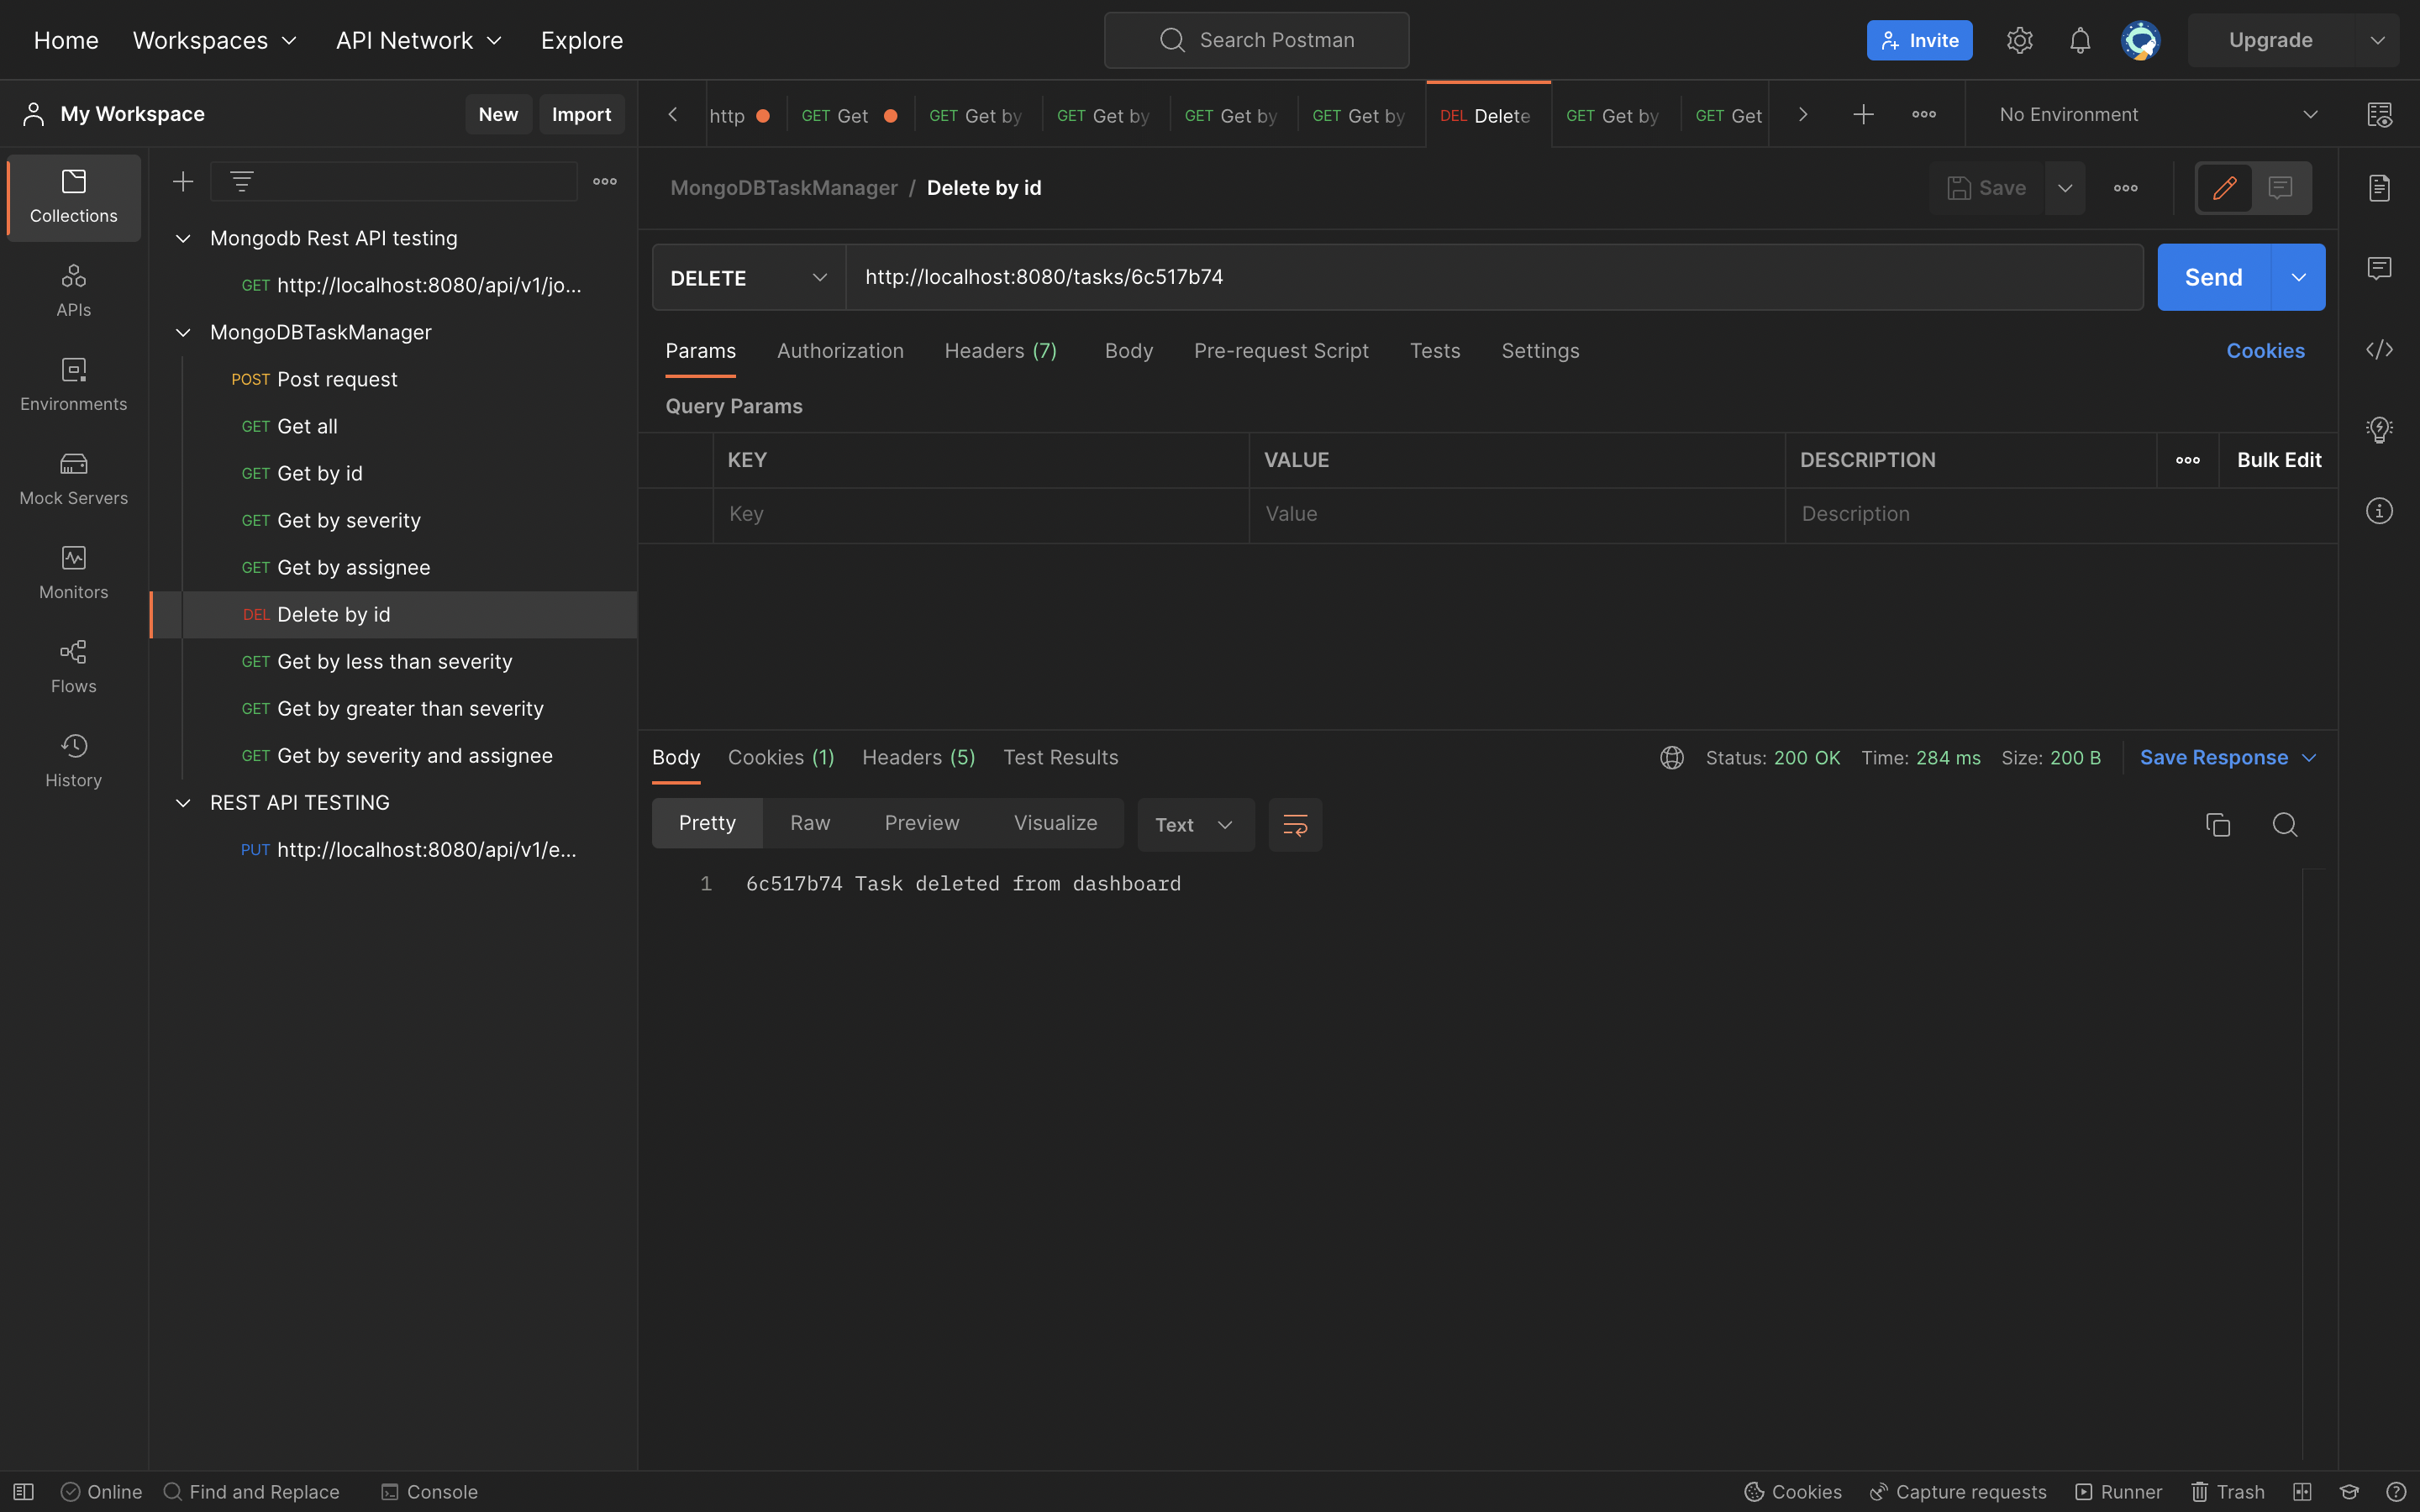 Home Workspaces API Network Explore Search Postman Invite Upgrade
My Workspace New Import
http GET Get GET Get by GET Get by GET Get by GET Get by DEL Delete GET Get by GET Get No Environment
Collections
APIs
Environments
Mock Servers
Monitors
Flows
History
Mongodb Rest API testing
GET http://localhost:8080/api/v1/jo...
MongoDBTaskManager
POST Post request
GET Get all
GET Get by id
GET Get by severity
GET Get by assignee
DEL Delete by id
GET Get by less than severity
GET Get by greater than severity
GET Get by severity and assignee
REST API TESTING
PUT http://localhost:8080/api/v1/e...
MongoDBTaskManager / Delete by id Save
DELETE http://localhost:8080/tasks/6c517b74 Send
Params Authorization Headers (7) Body Pre-request Script Tests Settings Cookies
Query Params
KEY VALUE DESCRIPTION Bulk Edit
Key Value Description
Body Cookies (1) Headers (5) Test Results Status: 200 OK Time: 284 ms Size: 200 B Save Response
Pretty Raw Preview Visualize Text
1 6c517b74 Task deleted from dashboard
Online Find and Replace Console Cookies Capture requests Runner Trash